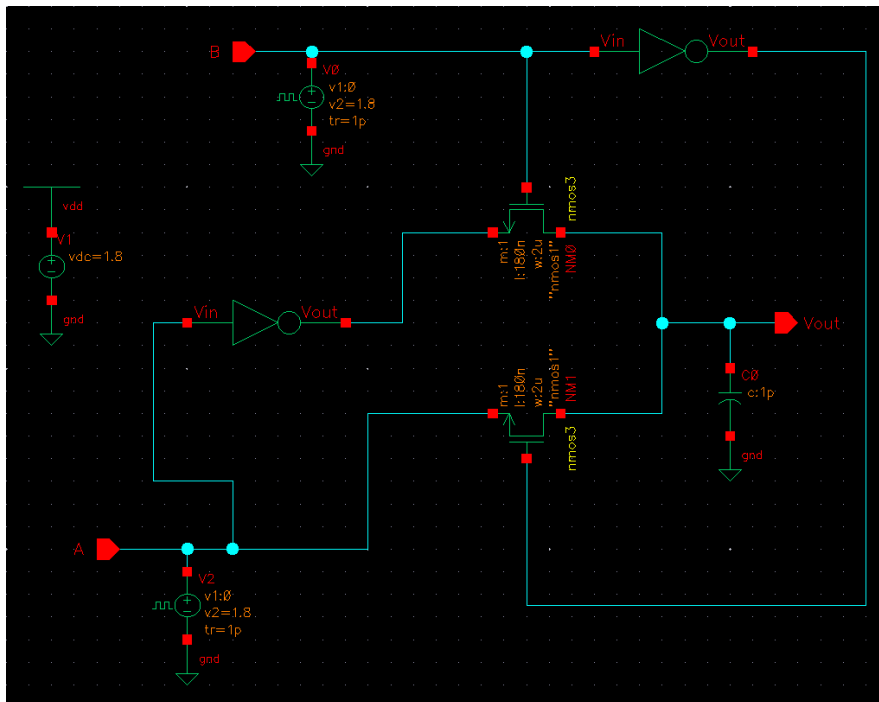 B
Vin
Vout
V0
v1:0
v2=1.8
tr=1p
gnd
vdd
V1
vdc=1.8
gnd
nmos3
m:1
l:180n
w:2u
"nmos1"
NM0
Vin
Vout
Vout
m:1
l:180n
w:2u
"nmos1"
NM1
nmos3
C0
c:1p
gnd
A
V2
v1:0
v2=1.8
tr=1p
gnd